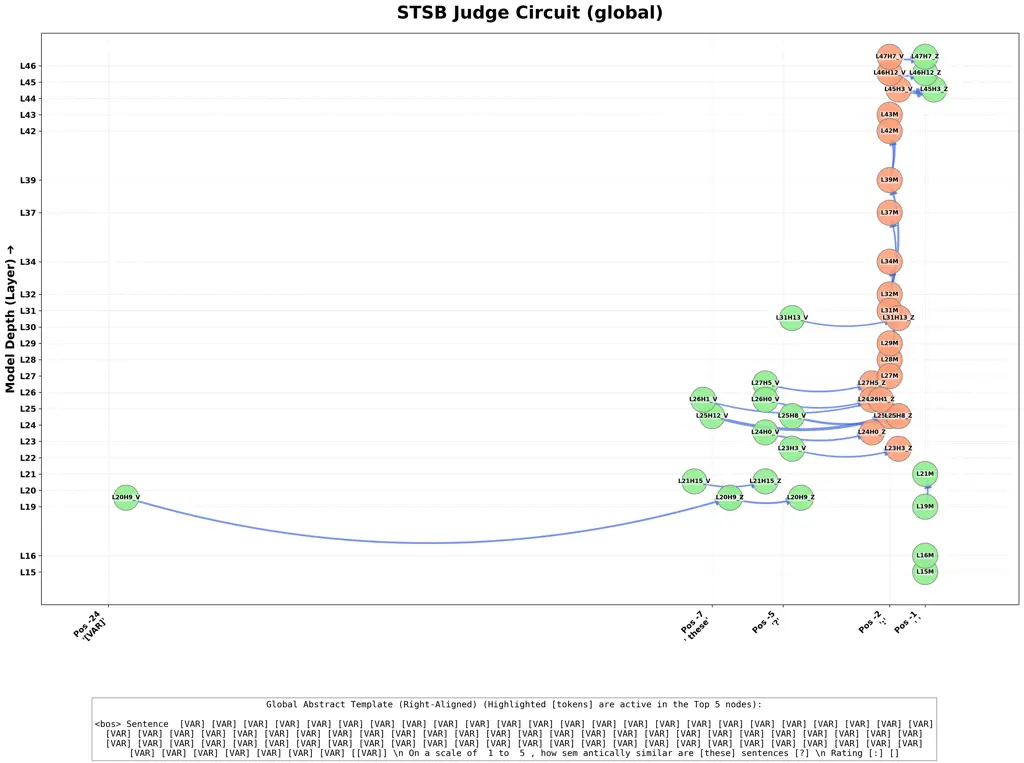 STSB Judge Circuit (global)
Model Depth (Layer) →
L46
L45
L44
L43
L42
L39
L37
L34
L32
L31
L30
L29
L28
L27
L26
L25
L24
L23
L22
L21
L20
L19
L16
L15
L47H7_V L47H7_Z
L46H12_V L46H12_Z
L45H3_V L45H3_Z
L43M
L42M
L39M
L37M
L34M
L32M
L31M
L31H13_V L31H13_Z
L29M
L28M
L27M
L27H5_V L27H5_Z
L26H1_V L26H0_V L26H1_Z
L25H12_V L25H8_V L25H8_Z
L24H0_V L24H0_Z
L23H3_V L23H3_Z
L21M
L21H15_V L21H15_Z
L20H9_V L20H9_Z L20H9_Z
L19M
L16M
L15M
Pos -24
'[VAR]'
Pos -7
' these'
Pos -5
'?'
Pos -2
':'
Pos -1
' '
Global Abstract Template (Right-Aligned) (Highlighted [tokens] are active in the Top 5 nodes):
<bos> Sentence  [VAR] [VAR] [VAR] [VAR] [VAR] [VAR] [VAR] [VAR] [VAR] [VAR] [VAR] [VAR] [VAR] [VAR] [VAR] [VAR] [VAR] [VAR] [VAR] [VAR] [VAR] [VAR] [VAR] [VAR]
[VAR] [VAR] [VAR] [VAR] [VAR] [VAR] [VAR] [VAR] [VAR] [VAR] [VAR] [VAR] [VAR] [VAR] [VAR] [VAR] [VAR] [VAR] [VAR] [VAR] [VAR] [VAR] [VAR] [VAR] [VAR] [VAR]
[VAR] [VAR] [VAR] [VAR] [VAR] [VAR] [VAR] [VAR] [VAR] [VAR] [VAR] [VAR] [VAR] [VAR] [VAR] [VAR] [VAR] [VAR] [VAR] [VAR] [VAR] [VAR] [VAR] [VAR] [VAR] [VAR]
[VAR] [VAR] [VAR] [VAR] [VAR] [VAR] [VAR] [[VAR]] \n On a scale of  1 to  5 , how sem antically similar are [these] sentences [?] \n Rating [:] []